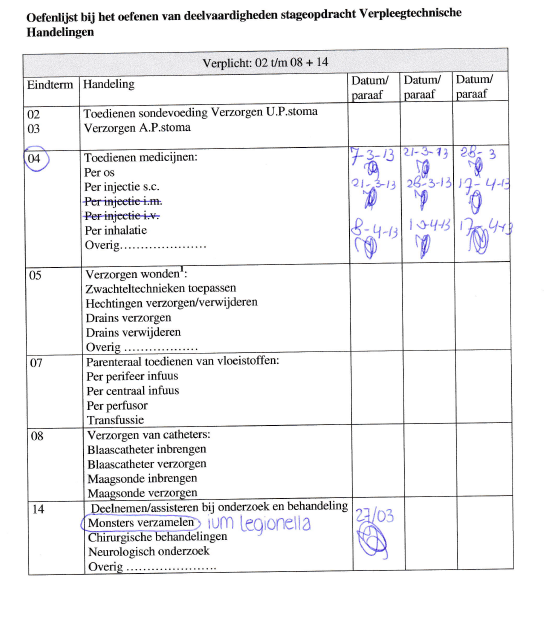 Oefenlijst bij het oefenen van deelvaardigheden stageopdracht Verpleegtechnische
Handelingen
Verplicht: 02 t/m 08 + 14
Eindterm Handeling Datum/ paraaf Datum/ paraaf Datum/ paraaf
02 Toedienen sondevoeding Verzorgen U.P.stoma
03 Verzorgen A.P.stoma
04 Toedienen medicijnen: 7-3-13 21-3-13 28-3
Per os
Per injectie s.c. 21-3-13 28-3-13 17-4-13
Per injectie i.m.
Per injectie i.v.
Per inhalatie 8-4-13 10-4-13 17-4-13
Overig.....................
05 Verzorgen wonden1:
Zwachteltechnieken toepassen
Hechtingen verzorgen/verwijderen
Drains verzorgen
Drains verwijderen
Overig ..................
07 Parenteraal toedienen van vloeistoffen:
Per perifeer infuus
Per centraal infuus
Per perfusor
Transfussie
08 Verzorgen van catheters:
Blaascatheter inbrengen
Blaascatheter verzorgen
Maagsonde inbrengen
Maagsonde verzorgen
14 Deelnemen/assisteren bij onderzoek en behandeling
Monsters verzamelen ivm legionella 27/03
Chirurgische behandelingen
Neurologisch onderzoek
Overig ......................